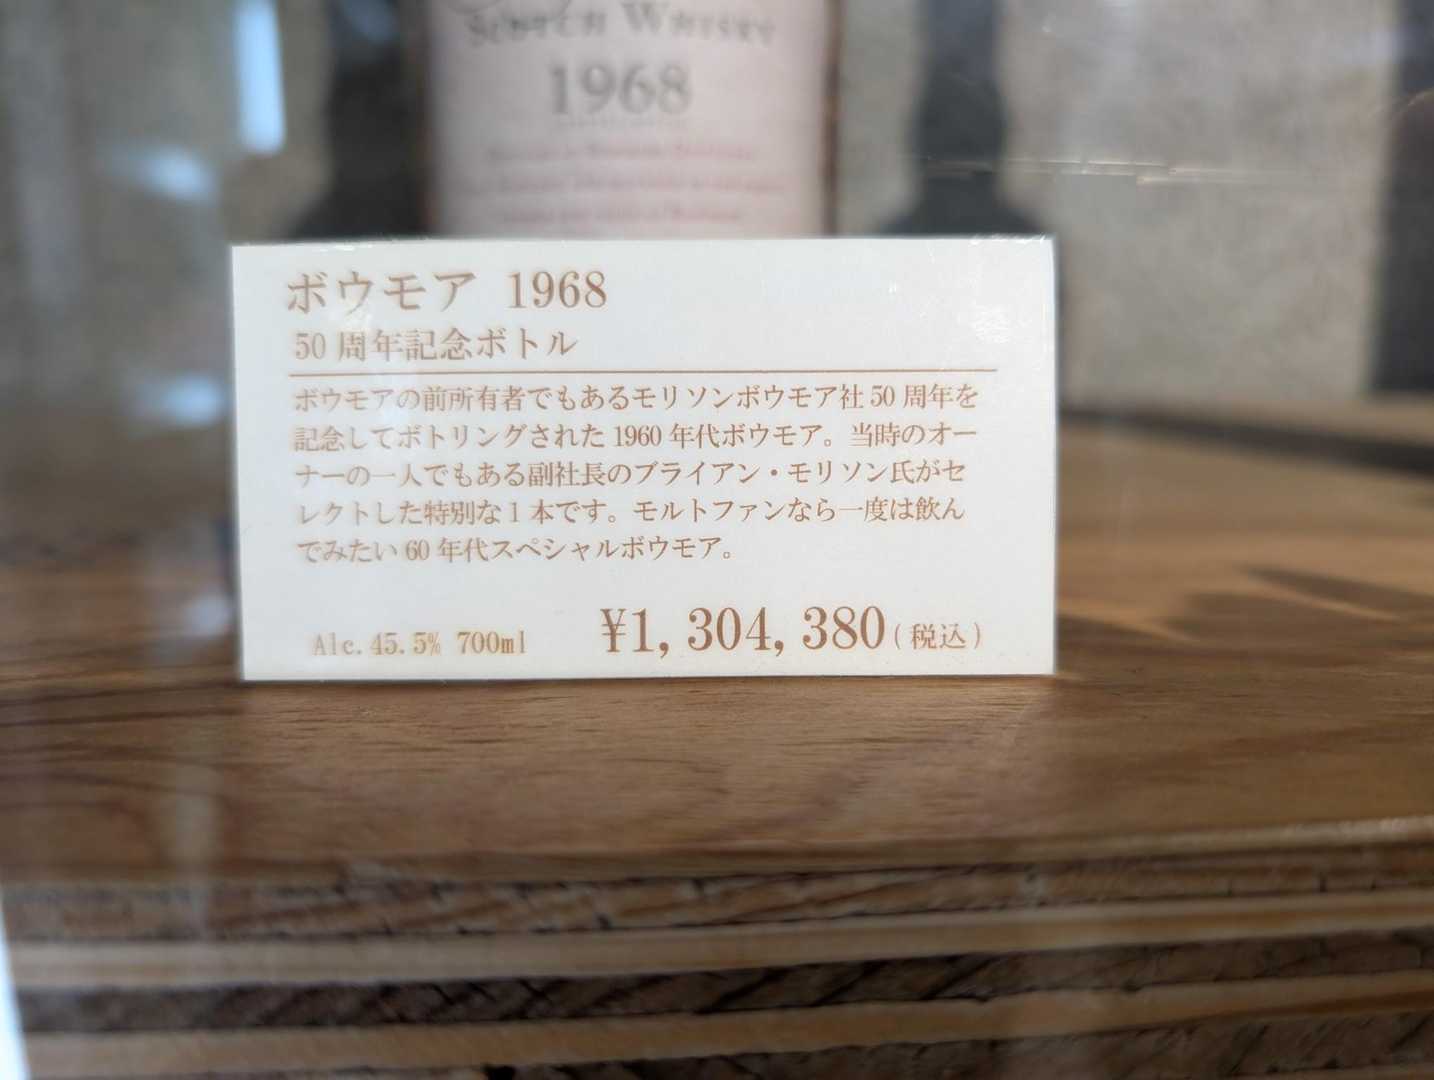 SCOTCH WHISKY
1968
ボウモア 1968
50 周年記念ボトル
ボウモアの前所有者でもあるモリソンボウモア社 50 周年を
記念してボトリングされた 1960 年代ボウモア。当時のオー
ナーの一人でもある副社長のブライアン・モリソン氏がセ
レクトした特別な 1 本です。モルトファンなら一度は飲ん
でみたい 60 年代スペシャルボウモア。
Alc. 45.5% 700ml ¥1,304,380(税込)